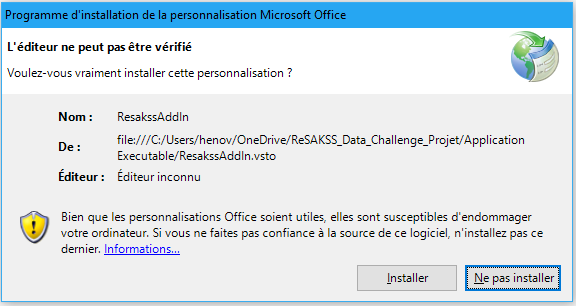 Programme d'installation de la personnalisation Microsoft Office
L'éditeur ne peut pas être vérifié
Voulez-vous vraiment installer cette personnalisation ?
Nom : ResakssAddIn
De : file:///C:/Users/henov/OneDrive/ReSAKSS_Data_Challenge_Projet/Application
Executable/ResakssAddIn.vsto
Éditeur : Éditeur inconnu
Bien que les personnalisations Office soient utiles, elles sont susceptibles d'endommager
votre ordinateur. Si vous ne faites pas confiance à la source de ce logiciel, n'installez pas ce
dernier. Informations...
Installer Ne pas installer